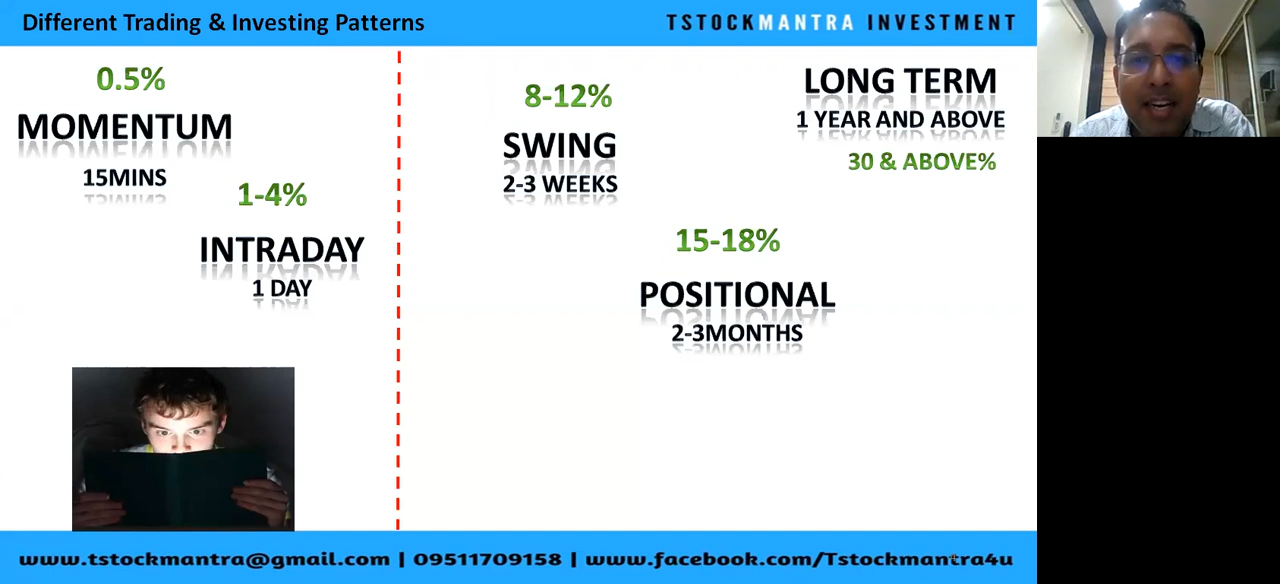 Different Trading & Investing Patterns
TSTOCKMANTRA INVESTMENT
0.5%
MOMENTUM
15MINS
1-4%
INTRADAY
1 DAY
8-12%
SWING
2-3 WEEKS
LONG TERM
1 YEAR AND ABOVE
30 & ABOVE%
15-18%
POSITIONAL
2-3MONTHS
www.tstockmantra@gmail.com | 09511709158 | www.facebook.com/Tstockmantra4u